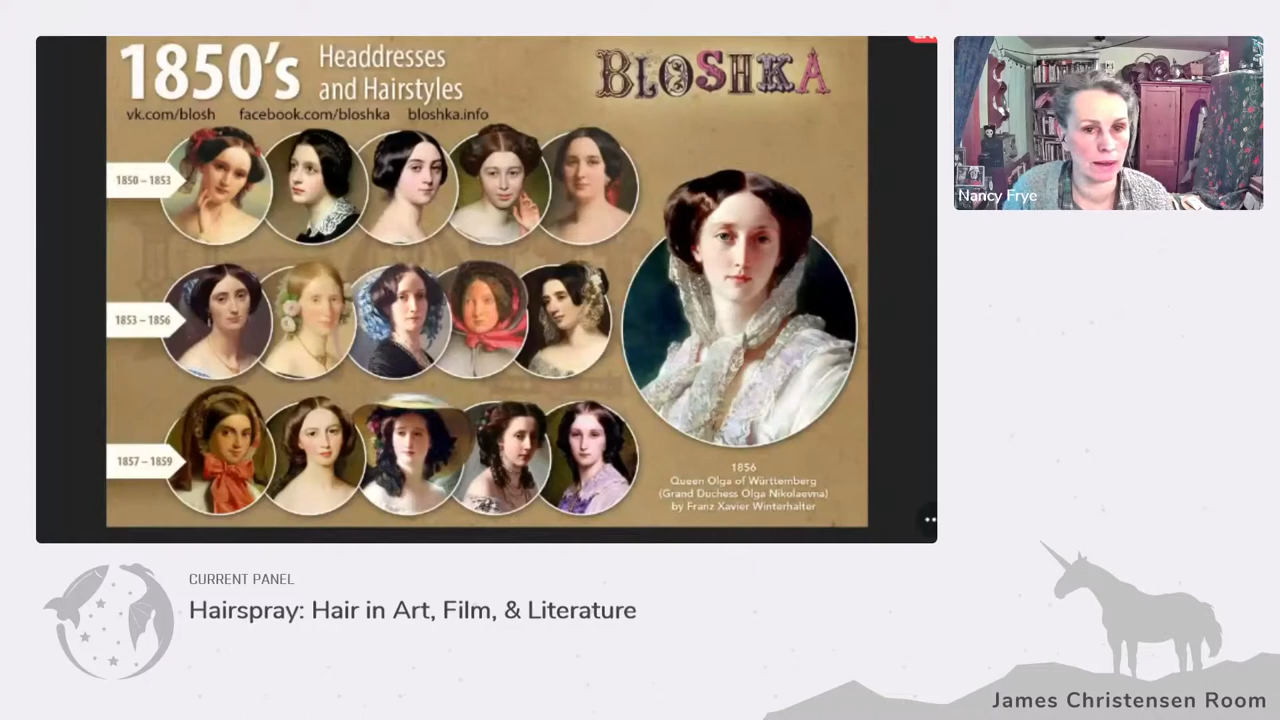 1850's
Headdresses
and Hairstyles
BLOSHKA
vk.com/blosh
facebook.com/bloshka
bloshka.info
1850 – 1853
1853 – 1856
1857 – 1859
1856
Queen Olga of Württemberg
(Grand Duchess Olga Nikolaevna)
by Franz Xavier Winterhalter
Nancy Frye
CURRENT PANEL
Hairspray: Hair in Art, Film, & Literature
James Christensen Room